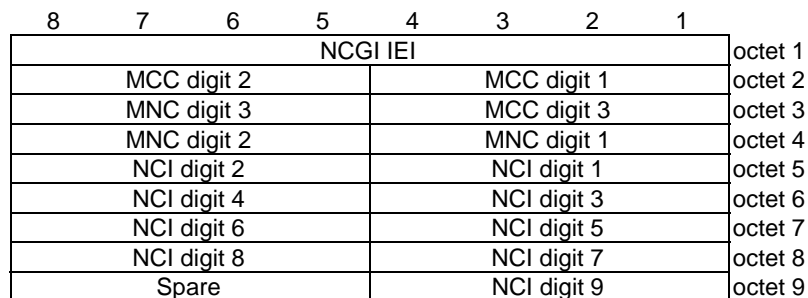 8 7 6 5 4 3 2 1
NCGI IEI octet 1
MCC digit 2 MCC digit 1 octet 2
MNC digit 3 MCC digit 3 octet 3
MNC digit 2 MNC digit 1 octet 4
NCI digit 2 NCI digit 1 octet 5
NCI digit 4 NCI digit 3 octet 6
NCI digit 6 NCI digit 5 octet 7
NCI digit 8 NCI digit 7 octet 8
Spare NCI digit 9 octet 9